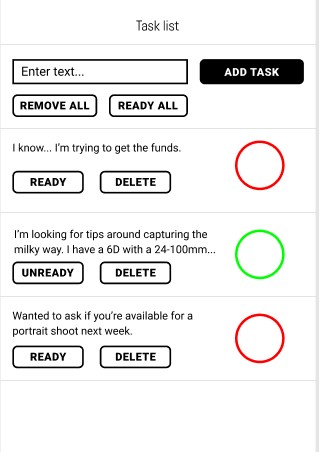 Task list
Enter text...
ADD TASK
REMOVE ALL
READY ALL
I know... I'm trying to get the funds.
READY
DELETE
I'm looking for tips around capturing the
milky way. I have a 6D with a 24-100mm...
UNREADY
DELETE
Wanted to ask if you're available for a
portrait shoot next week.
READY
DELETE